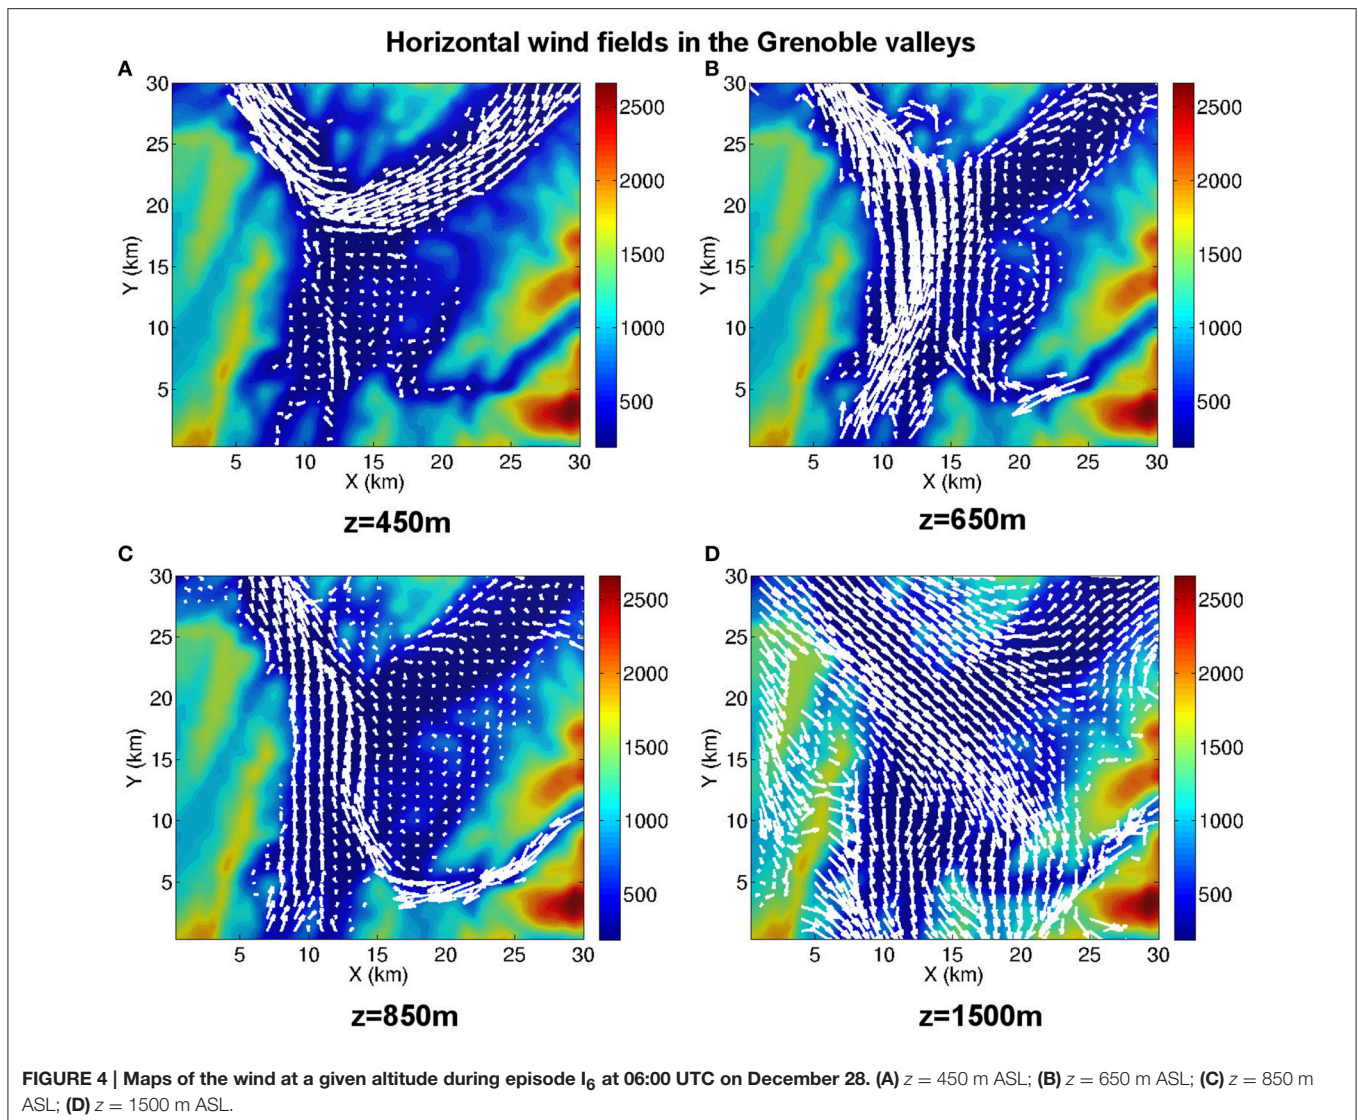 Horizontal wind fields in the Grenoble valleys
A
30
25
20
15
10
5
Y (km)
5 10 15 20 25 30
X (km)
2500
2000
1500
1000
500
z=450m
B
30
25
20
15
10
5
Y (km)
5 10 15 20 25 30
X (km)
2500
2000
1500
1000
500
z=650m
C
30
25
20
15
10
5
Y (km)
5 10 15 20 25 30
X (km)
2500
2000
1500
1000
500
z=850m
D
30
25
20
15
10
5
Y (km)
5 10 15 20 25 30
X (km)
2500
2000
1500
1000
500
z=1500m
FIGURE 4 | Maps of the wind at a given altitude during episode I6 at 06:00 UTC on December 28. (A) z = 450 m ASL; (B) z = 650 m ASL; (C) z = 850 m
ASL; (D) z = 1500 m ASL.